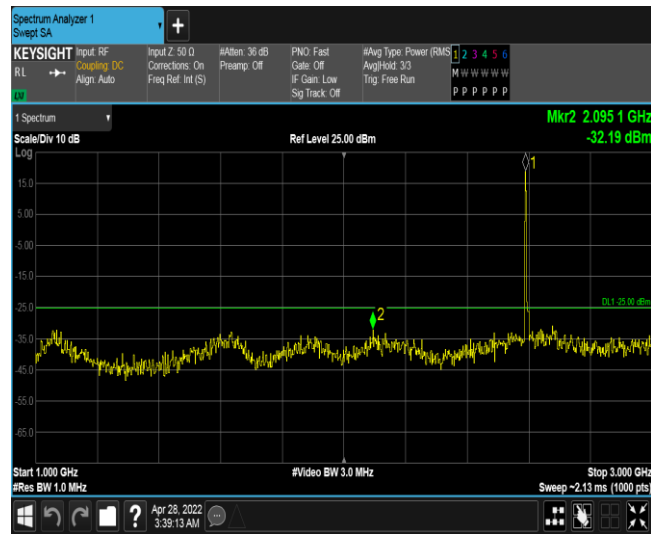 Spectrum Analyzer 1
Swept SA
+
KEYSIGHT
RL
Input: RF
Coupling: DC
Align: Auto
Input Z: 50 Ω
Corrections: On
Freq Ref: Int (S)
#Atten: 36 dB
Preamp: Off
PNO: Fast
Gate: Off
IF Gain: Low
Sig Track: Off
#Avg Type: Power (RMS
Avg|Hold: 3/3
Trig: Free Run
1 2 3 4 5 6
M W W W W W
P P P P P P
1 Spectrum
Mkr2 2.095 1 GHz
Scale/Div 10 dB
Ref Level 25.00 dBm
-32.19 dBm
Log
1
15.0
5.00
-5.00
-15.0
-25.0
DL1 -25.00 dBm
2
-35.0
-45.0
-55.0
-65.0
Start 1.000 GHz
#Video BW 3.0 MHz
Stop 3.000 GHz
#Res BW 1.0 MHz
Sweep ~2.13 ms (1000 pts)
?
Apr 28, 2022
3:39:13 AM